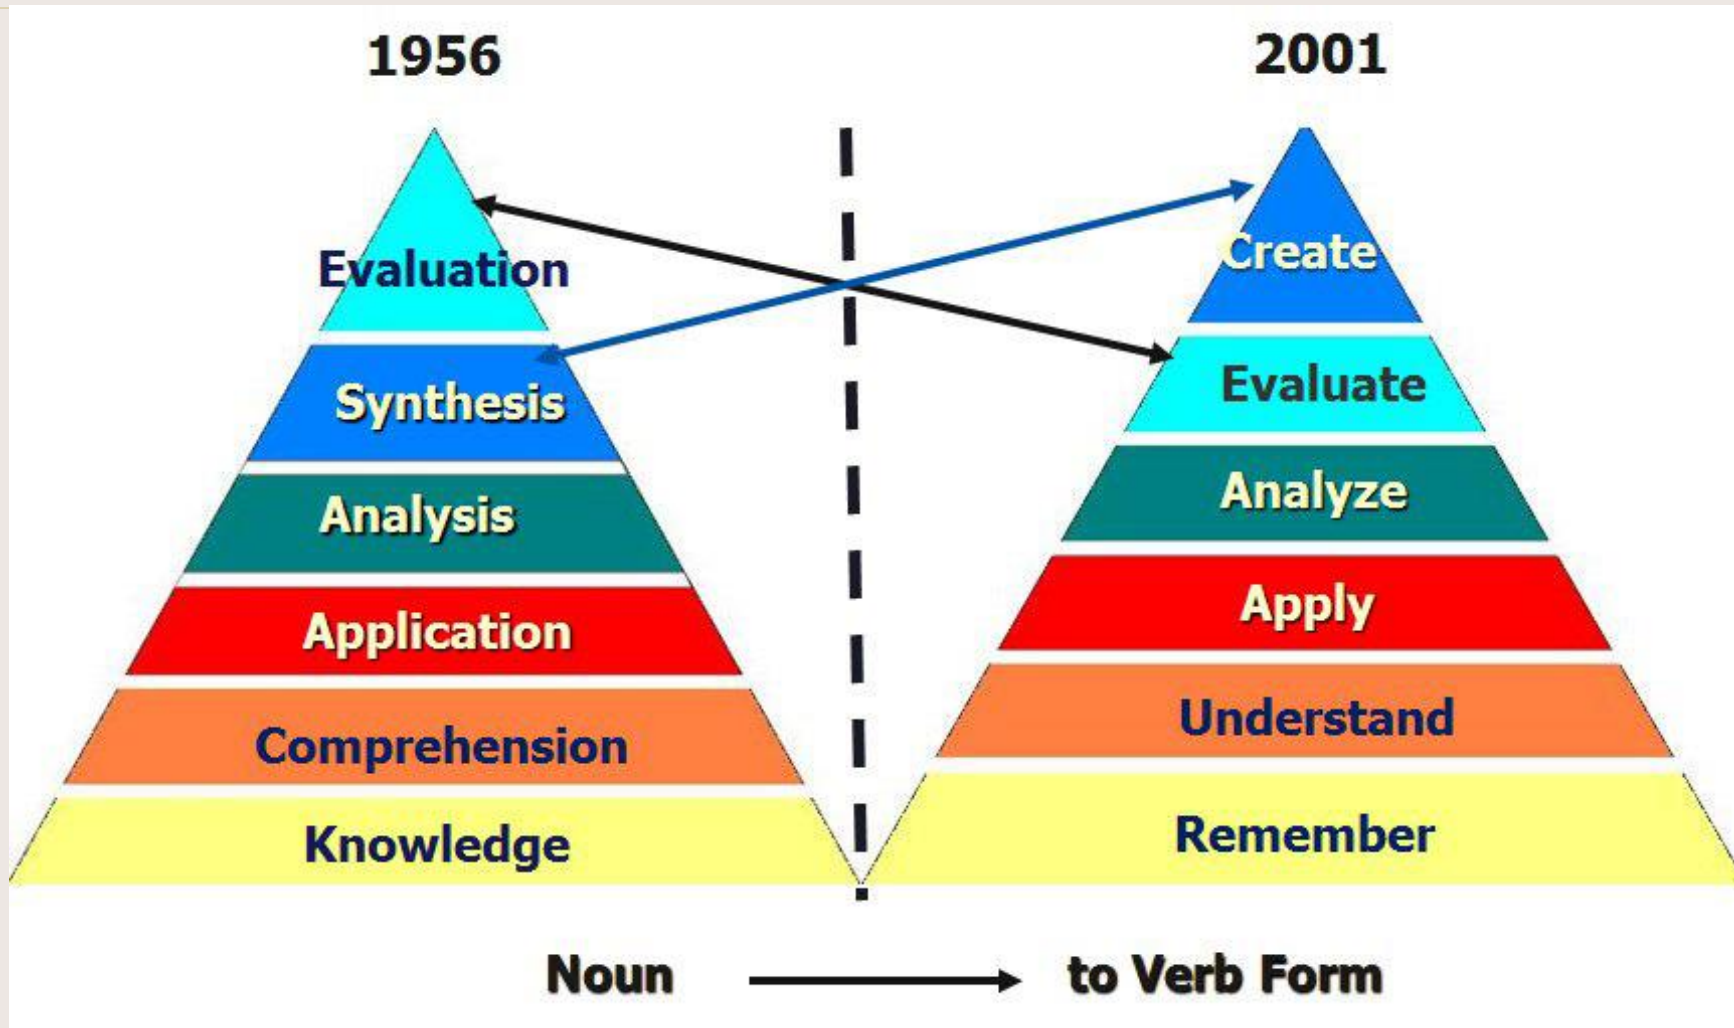 1956
2001
Evaluation
Synthesis
Analysis
Application
Comprehension
Knowledge
Create
Evaluate
Analyze
Apply
Understand
Remember
Noun to Verb Form